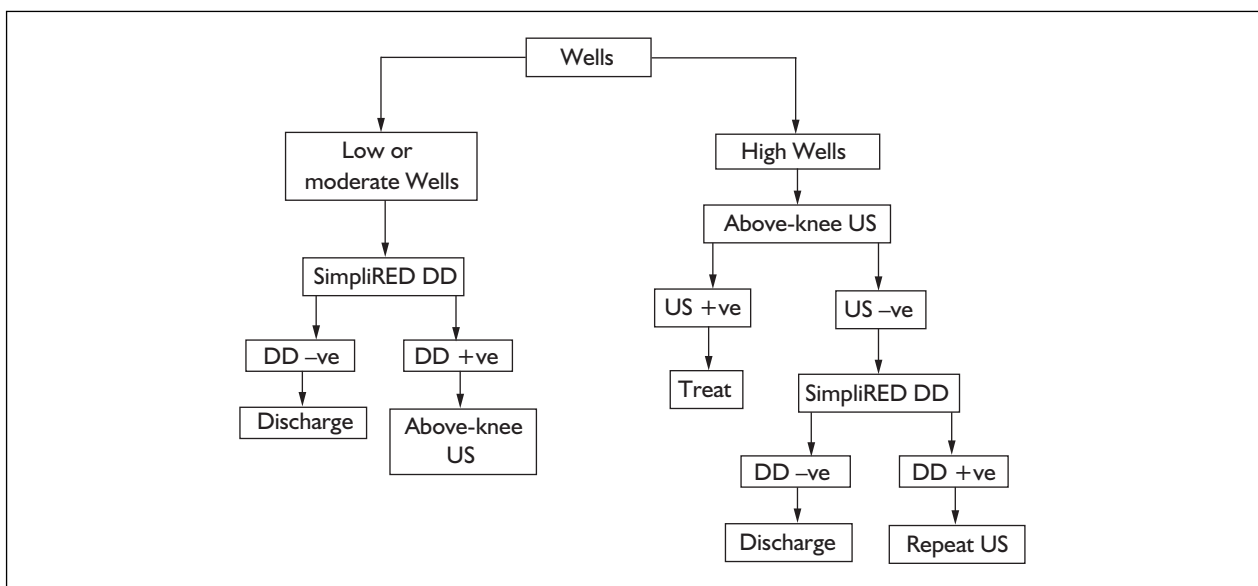 Wells
Low or
moderate Wells
SimpliRED DD
DD –ve
DD +ve
Discharge
Above-knee
US
High Wells
Above-knee US
US +ve
US –ve
Treat
SimpliRED DD
DD –ve
DD +ve
Discharge
Repeat US